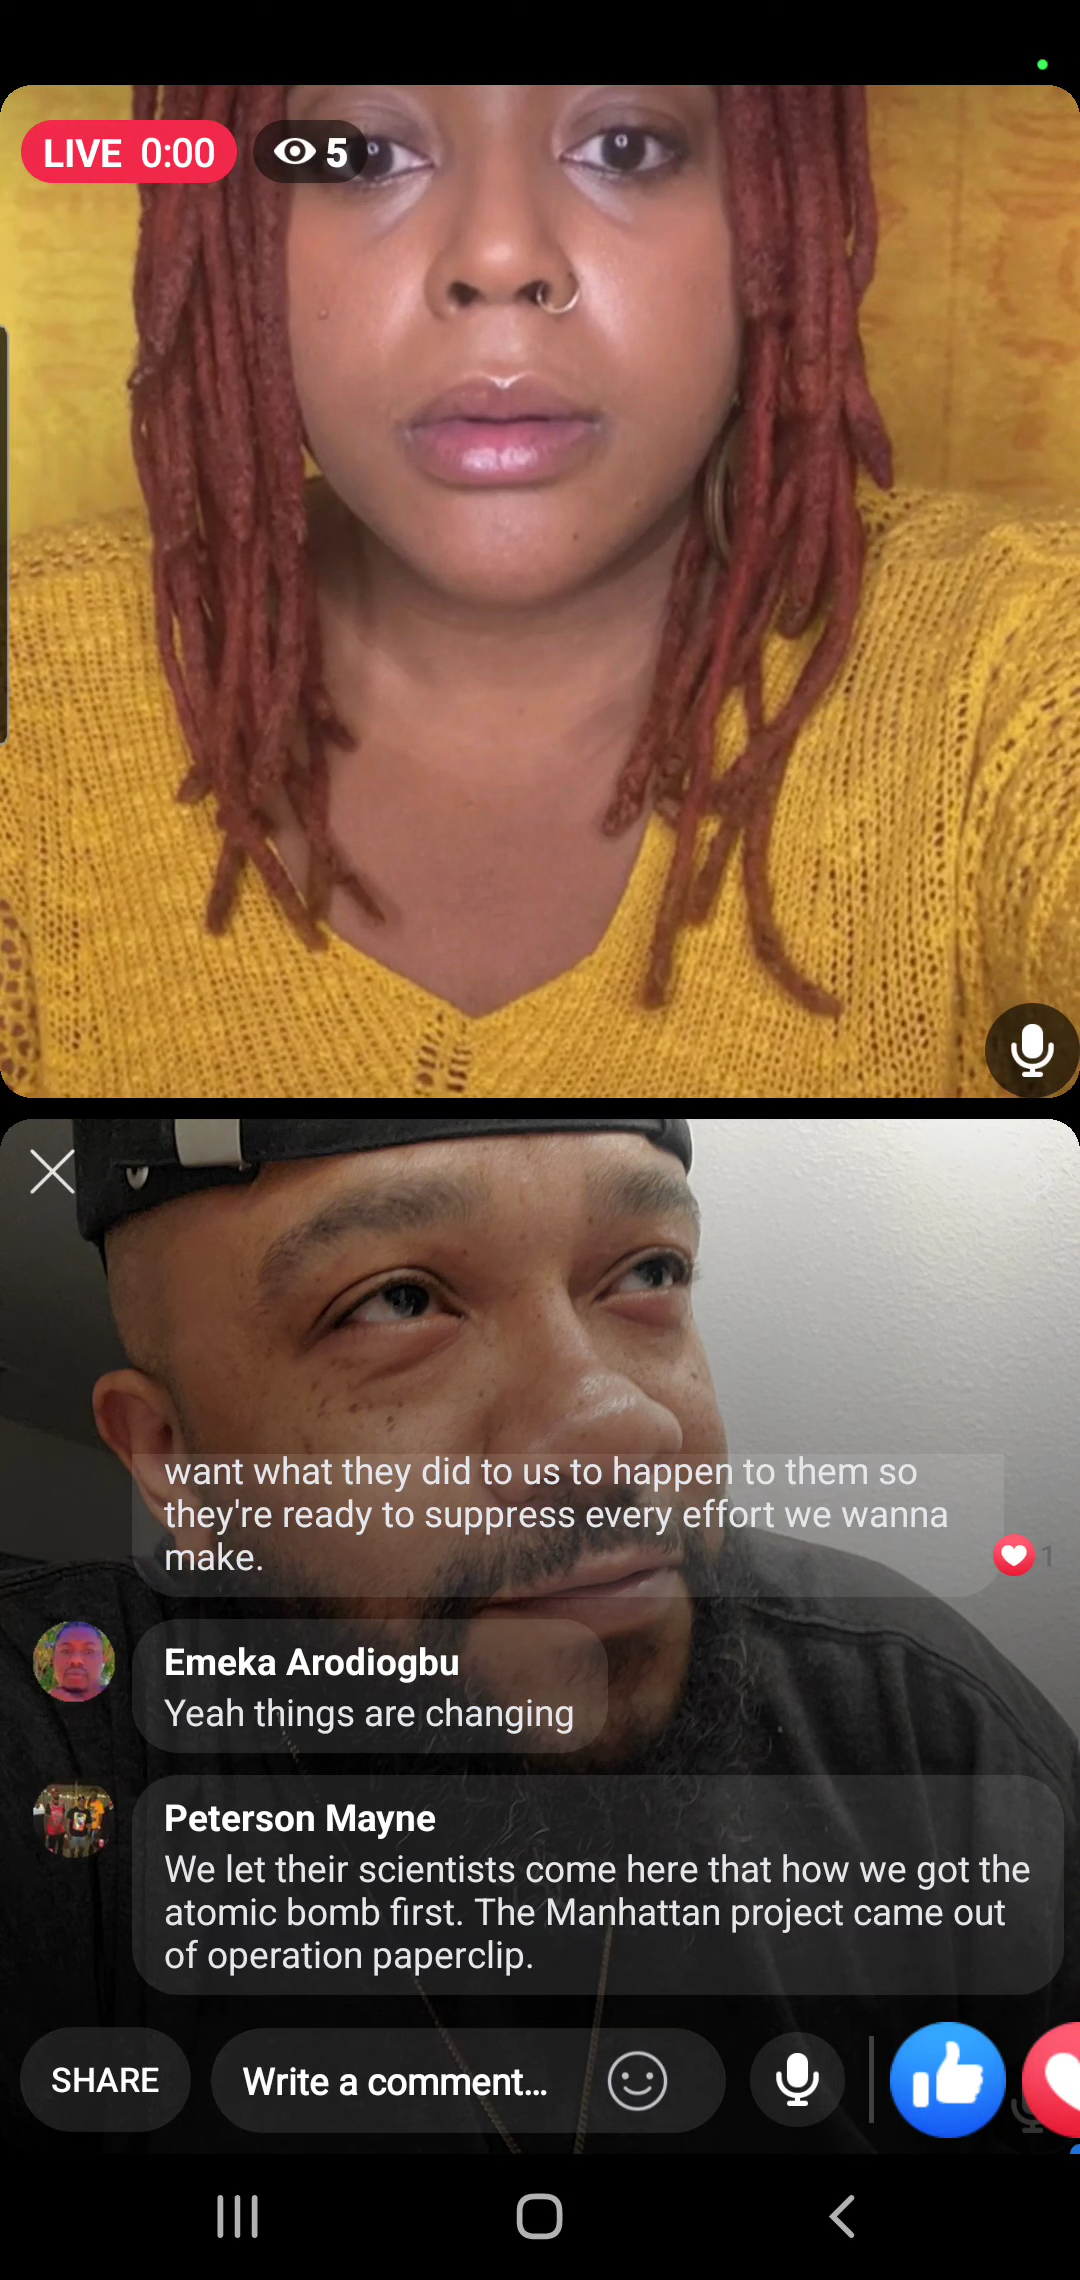 LIVE 0:00 5
want what they did to us to happen to them so
they're ready to suppress every effort we wanna
make.
1
Emeka Arodiogbu
Yeah things are changing
Peterson Mayne
We let their scientists come here that how we got the
atomic bomb first. The Manhattan project came out
of operation paperclip.
SHARE Write a comment...